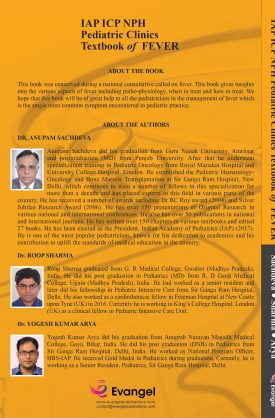 IAP ICP NPH
Pediatric Clinics
Textbook of FEVER
ABOUT THE BOOK
This book was conceived during a national consultative called on fever. This book gives insights
into the various aspects of fever including patho-physiology, when to treat and how to treat. We
hope that this book will be of great help to all the pediatricians in the management of fever which
is the single most common symptom encountered in pediatric practice.
ABOUT THE AUTHORS
DR. ANUPAM SACHDEVA
Anupam Sachdeva did his graduation from Guru Nanak University, Amritsar
and postgraduation (MD) from Punjab University. After that he underwent
specialization training in Pediatric Oncology from Royal Marsden Hospital and
University College Hospital, London. He established the Pediatric Hematology-
Oncology and Bone Marrow Transplantation at Sir Ganga Ram Hospital, New
Delhi, which continues to train a number of fellows in this specialization for
more than a decade and has placed experts in this field in various parts of the
country. He has received a number of awards including Dr BC Roy award (2004) and Silver
Jubilee Research Award (2006). He has over 150 presentations of Original Research in
various national and international conferences. He also has over 50 publications in national
and international journals. He has written over 150 chapters in various textbooks and edited
27 books. He has been elected as the President, Indian Academy of Pediatrics (IAP) (2017).
He is one of the most popular pediatricians, known for his dedication to academics and his
contribution to uplift the standards of medical education in the country.
Dr. ROOP SHARMA
Roop Sharma graduated from G. R Medical College, Gwalior (Madhya Pradesh),
India. He did his post graduation in Pediatrics (MD) from R. D Gardi Medical
College, Ujjain (Madhya Pradesh), India. He had worked as a senior resident and
later did his fellowship in Pediatric Intensive Care from Sir Ganga Ram Hospital,
Delhi. He also worked as a cardiothoracic fellow in Freeman Hospital at New Castle
upon Tyne (UK) in 2016. Currently he is working in King's College Hospital, London
(UK) as a clinical fellow in Pediatric Intensive Care Unit.
Dr. YOGESH KUMAR ARYA
Yogesh Kumar Arya did his graduation from Anugrah Narayan Magadh Medical
College, Gaya, Bihar, India. He did his post graduation (DNB) in Pediatrics from
Sir Ganga Ram Hospital, Delhi, India. He worked as National Program Officer,
HBS-IAP. He received Gold Medal in Pediatrics during graduation. Currently, he is
working as a Senior Resident, Pediatrics, Sir Ganga Ram Hospital, Delhi.
Evangel
www.evangelpublications.com
contact@evangelpublications.com
Sachdeva • Sharma • Arya